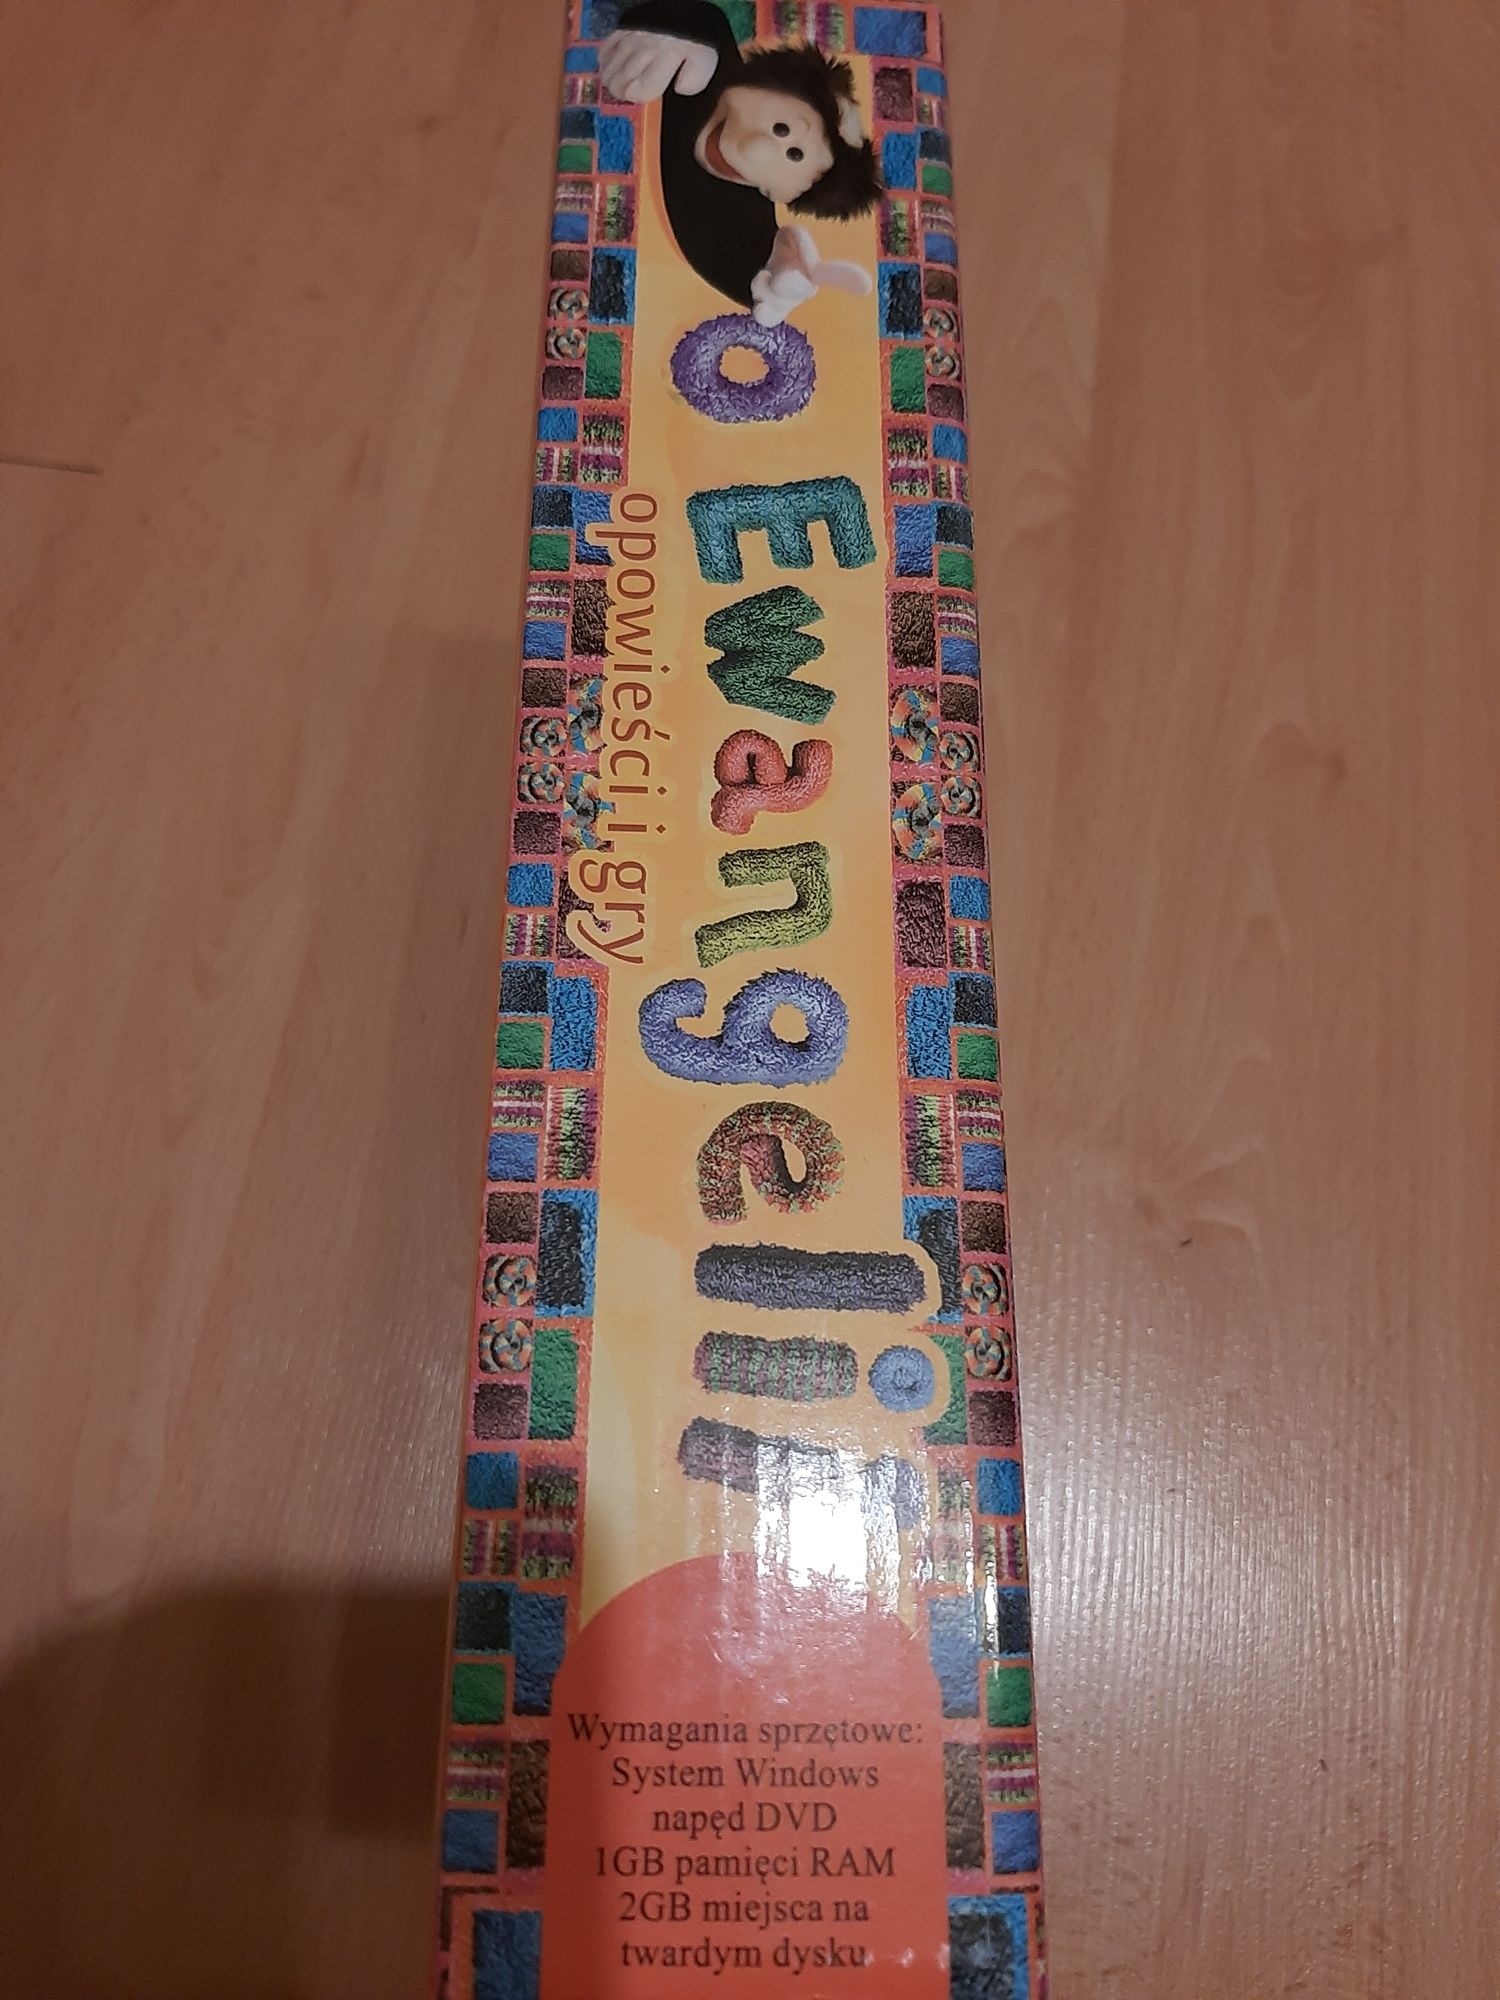 o Ewangelii
opowieści i gry
Wymagania sprzętowe:
System Windows
napęd DVD
1GB pamięci RAM
2GB miejsca na
twardym dysku